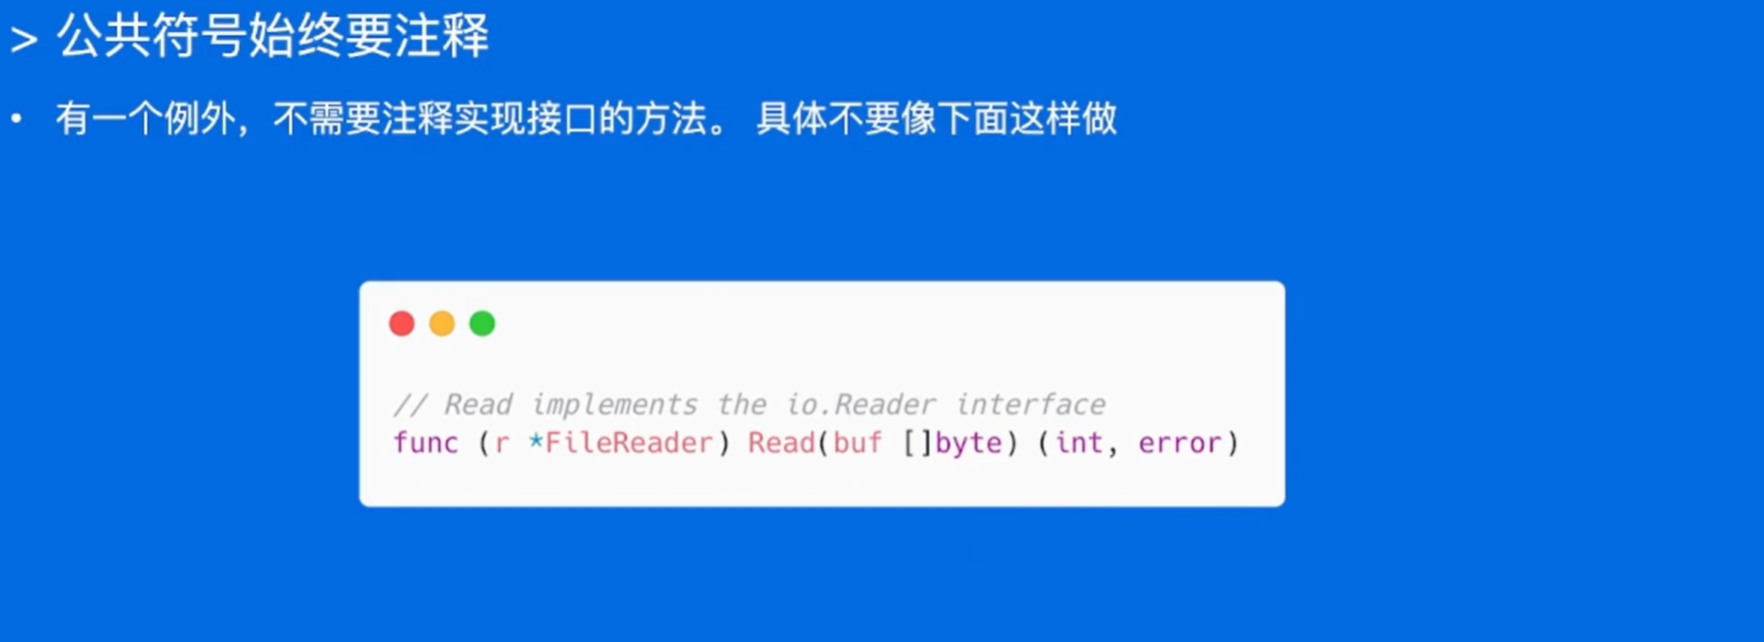 > 公共符号始终要注释
• 有一个例外，不需要注释实现接口的方法。 具体不要像下面这样做
// Read implements the io.Reader interface
func (r *FileReader) Read(buf []byte) (int, error)